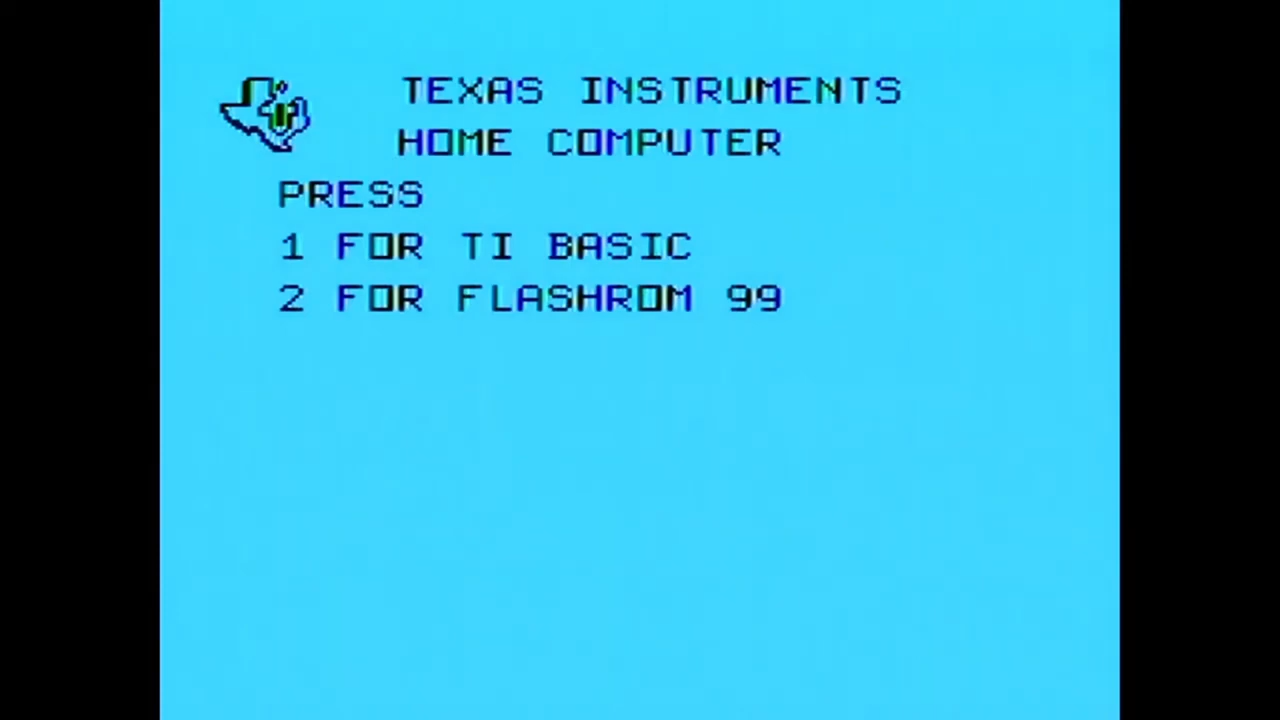 TEXAS INSTRUMENTS
HOME COMPUTER
PRESS
1 FOR TI BASIC
2 FOR FLASHROM 99